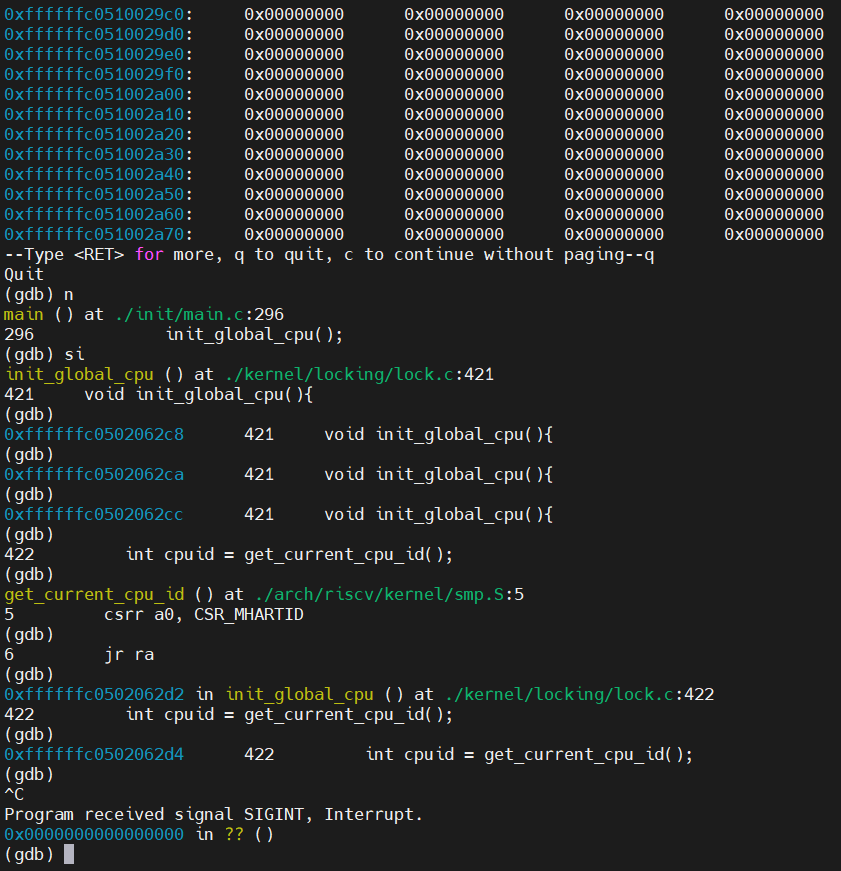 0xffffffc0510029c0:	0x00000000	0x00000000	0x00000000	0x00000000
0xffffffc0510029d0:	0x00000000	0x00000000	0x00000000	0x00000000
0xffffffc0510029e0:	0x00000000	0x00000000	0x00000000	0x00000000
0xffffffc0510029f0:	0x00000000	0x00000000	0x00000000	0x00000000
0xffffffc051002a00:	0x00000000	0x00000000	0x00000000	0x00000000
0xffffffc051002a10:	0x00000000	0x00000000	0x00000000	0x00000000
0xffffffc051002a20:	0x00000000	0x00000000	0x00000000	0x00000000
0xffffffc051002a30:	0x00000000	0x00000000	0x00000000	0x00000000
0xffffffc051002a40:	0x00000000	0x00000000	0x00000000	0x00000000
0xffffffc051002a50:	0x00000000	0x00000000	0x00000000	0x00000000
0xffffffc051002a60:	0x00000000	0x00000000	0x00000000	0x00000000
0xffffffc051002a70:	0x00000000	0x00000000	0x00000000	0x00000000
--Type <RET> for more, q to quit, c to continue without paging--q
Quit
(gdb) n
main () at ./init/main.c:296
296	init_global_cpu();
(gdb) si
init_global_cpu () at ./kernel/locking/lock.c:421
421	void init_global_cpu(){
(gdb)
0xffffffc0502062c8	421	void init_global_cpu(){
(gdb)
0xffffffc0502062ca	421	void init_global_cpu(){
(gdb)
0xffffffc0502062cc	421	void init_global_cpu(){
(gdb)
422	int cpuid = get_current_cpu_id();
(gdb)
get_current_cpu_id () at ./arch/riscv/kernel/smp.S:5
5	csrr a0, CSR_MHARTID
(gdb)
6	jr ra
(gdb)
0xffffffc0502062d2 in init_global_cpu () at ./kernel/locking/lock.c:422
422	int cpuid = get_current_cpu_id();
(gdb)
0xffffffc0502062d4	422	int cpuid = get_current_cpu_id();
(gdb)
^C
Program received signal SIGINT, Interrupt.
0x0000000000000000 in ?? ()
(gdb)